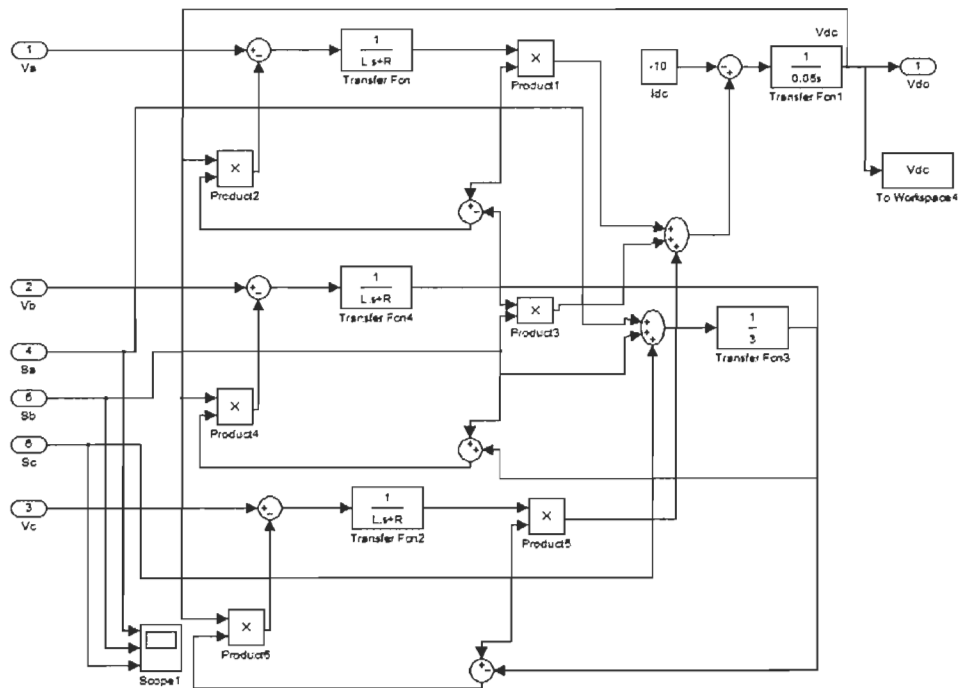 1
Va
1
L.s+R
Transfer Fcn
×
Product1
-10
Idc
Vdc
1
0.05s
Transfer Fcn1
1
Vdc
Vdc
To Workspace4
×
Product2
2
Vb
1
L.s+R
Transfer Fcn4
×
Product3
1
3
Transfer Fcn3
4
Sa
5
Sb
6
Sc
×
Product4
3
Vc
1
L.s+R
Transfer Fcn2
×
Product5
×
Product6
Scope1